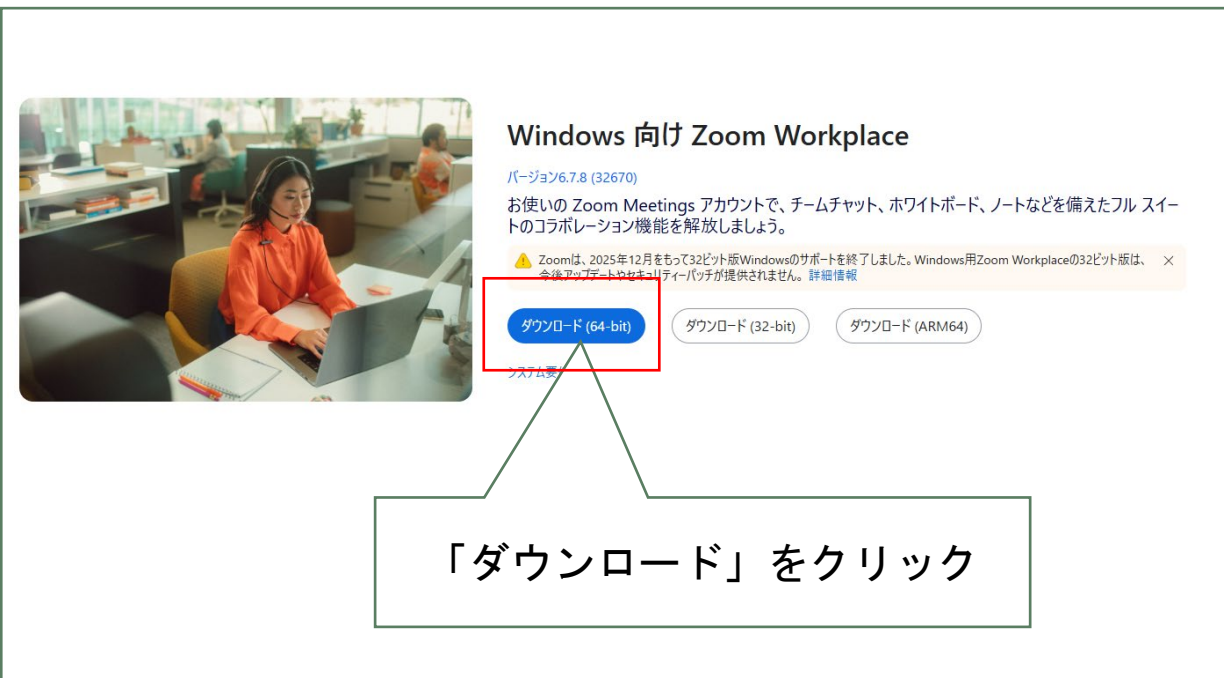 Windows 向け Zoom Workplace
バージョン6.7.8 (32670)
お使いの Zoom Meetings アカウントで、チームチャット、ホワイトボード、ノートなどを備えたフル スイー
トのコラボレーション機能を解放しましょう。
Zoomは、2025年12月をもって32ビット版Windowsのサポートを終了しました。Windows用Zoom Workplaceの32ビット版は、
今後アップデートやセキュリティーパッチが提供されません。 詳細情報
ダウンロード (64-bit) ダウンロード (32-bit) ダウンロード (ARM64)
システム要
「ダウンロード」をクリック